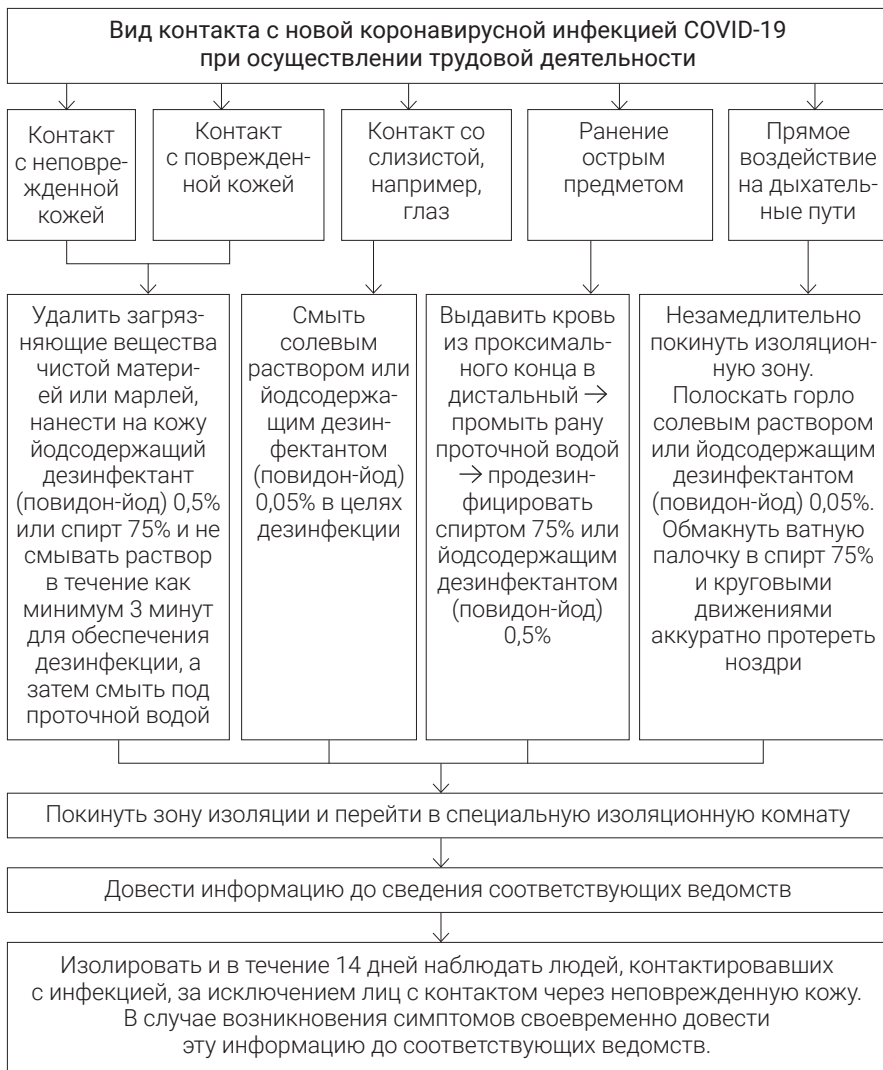 Вид контакта с новой коронавирусной инфекцией COVID-19
при осуществлении трудовой деятельности
Контакт
с неповре-
жденной
кожей
Контакт
с поврежден-
ной кожей
Контакт со
слизистой,
например,
глаз
Ранение
острым
предметом
Прямое
воздействие
на дыхатель-
ные пути
Удалить загряз-
няющие вещества
чистой матери-
ей или марлей,
нанести на кожу
йодсодержащий
дезинфектант
(повидон-йод) 0,5%
или спирт 75% и не
смывать раствор
в течение как
минимум 3 минут
для обеспечения
дезинфекции, а
затем смыть под
проточной водой
Смыть
солевым
раствором или
йодсодержа-
щим дезин-
фектантом
(повидон-йод)
0,05% в целях
дезинфекции
Выдавить кровь
из проксималь-
ного конца в
дистальный →
промыть рану
проточной водой
→ продезин-
фицировать
спиртом 75% или
йодсодержащим
дезинфектантом
(повидон-йод)
0,5%
Незамедлительно
покинуть изоляцион-
ную зону.
Полоскать горло
солевым раствором
или йодсодержащим
дезинфектантом
(повидон-йод) 0,05%.
Обмакнуть ватную
палочку в спирт 75%
и круговыми
движениями
аккуратно протереть
ноздри
Покинуть зону изоляции и перейти в специальную изоляционную комнату
Довести информацию до сведения соответствующих ведомств
Изолировать и в течение 14 дней наблюдать людей, контактировавших
с инфекцией, за исключением лиц с контактом через неповрежденную кожу.
В случае возникновения симптомов своевременно довести
эту информацию до соответствующих ведомств.